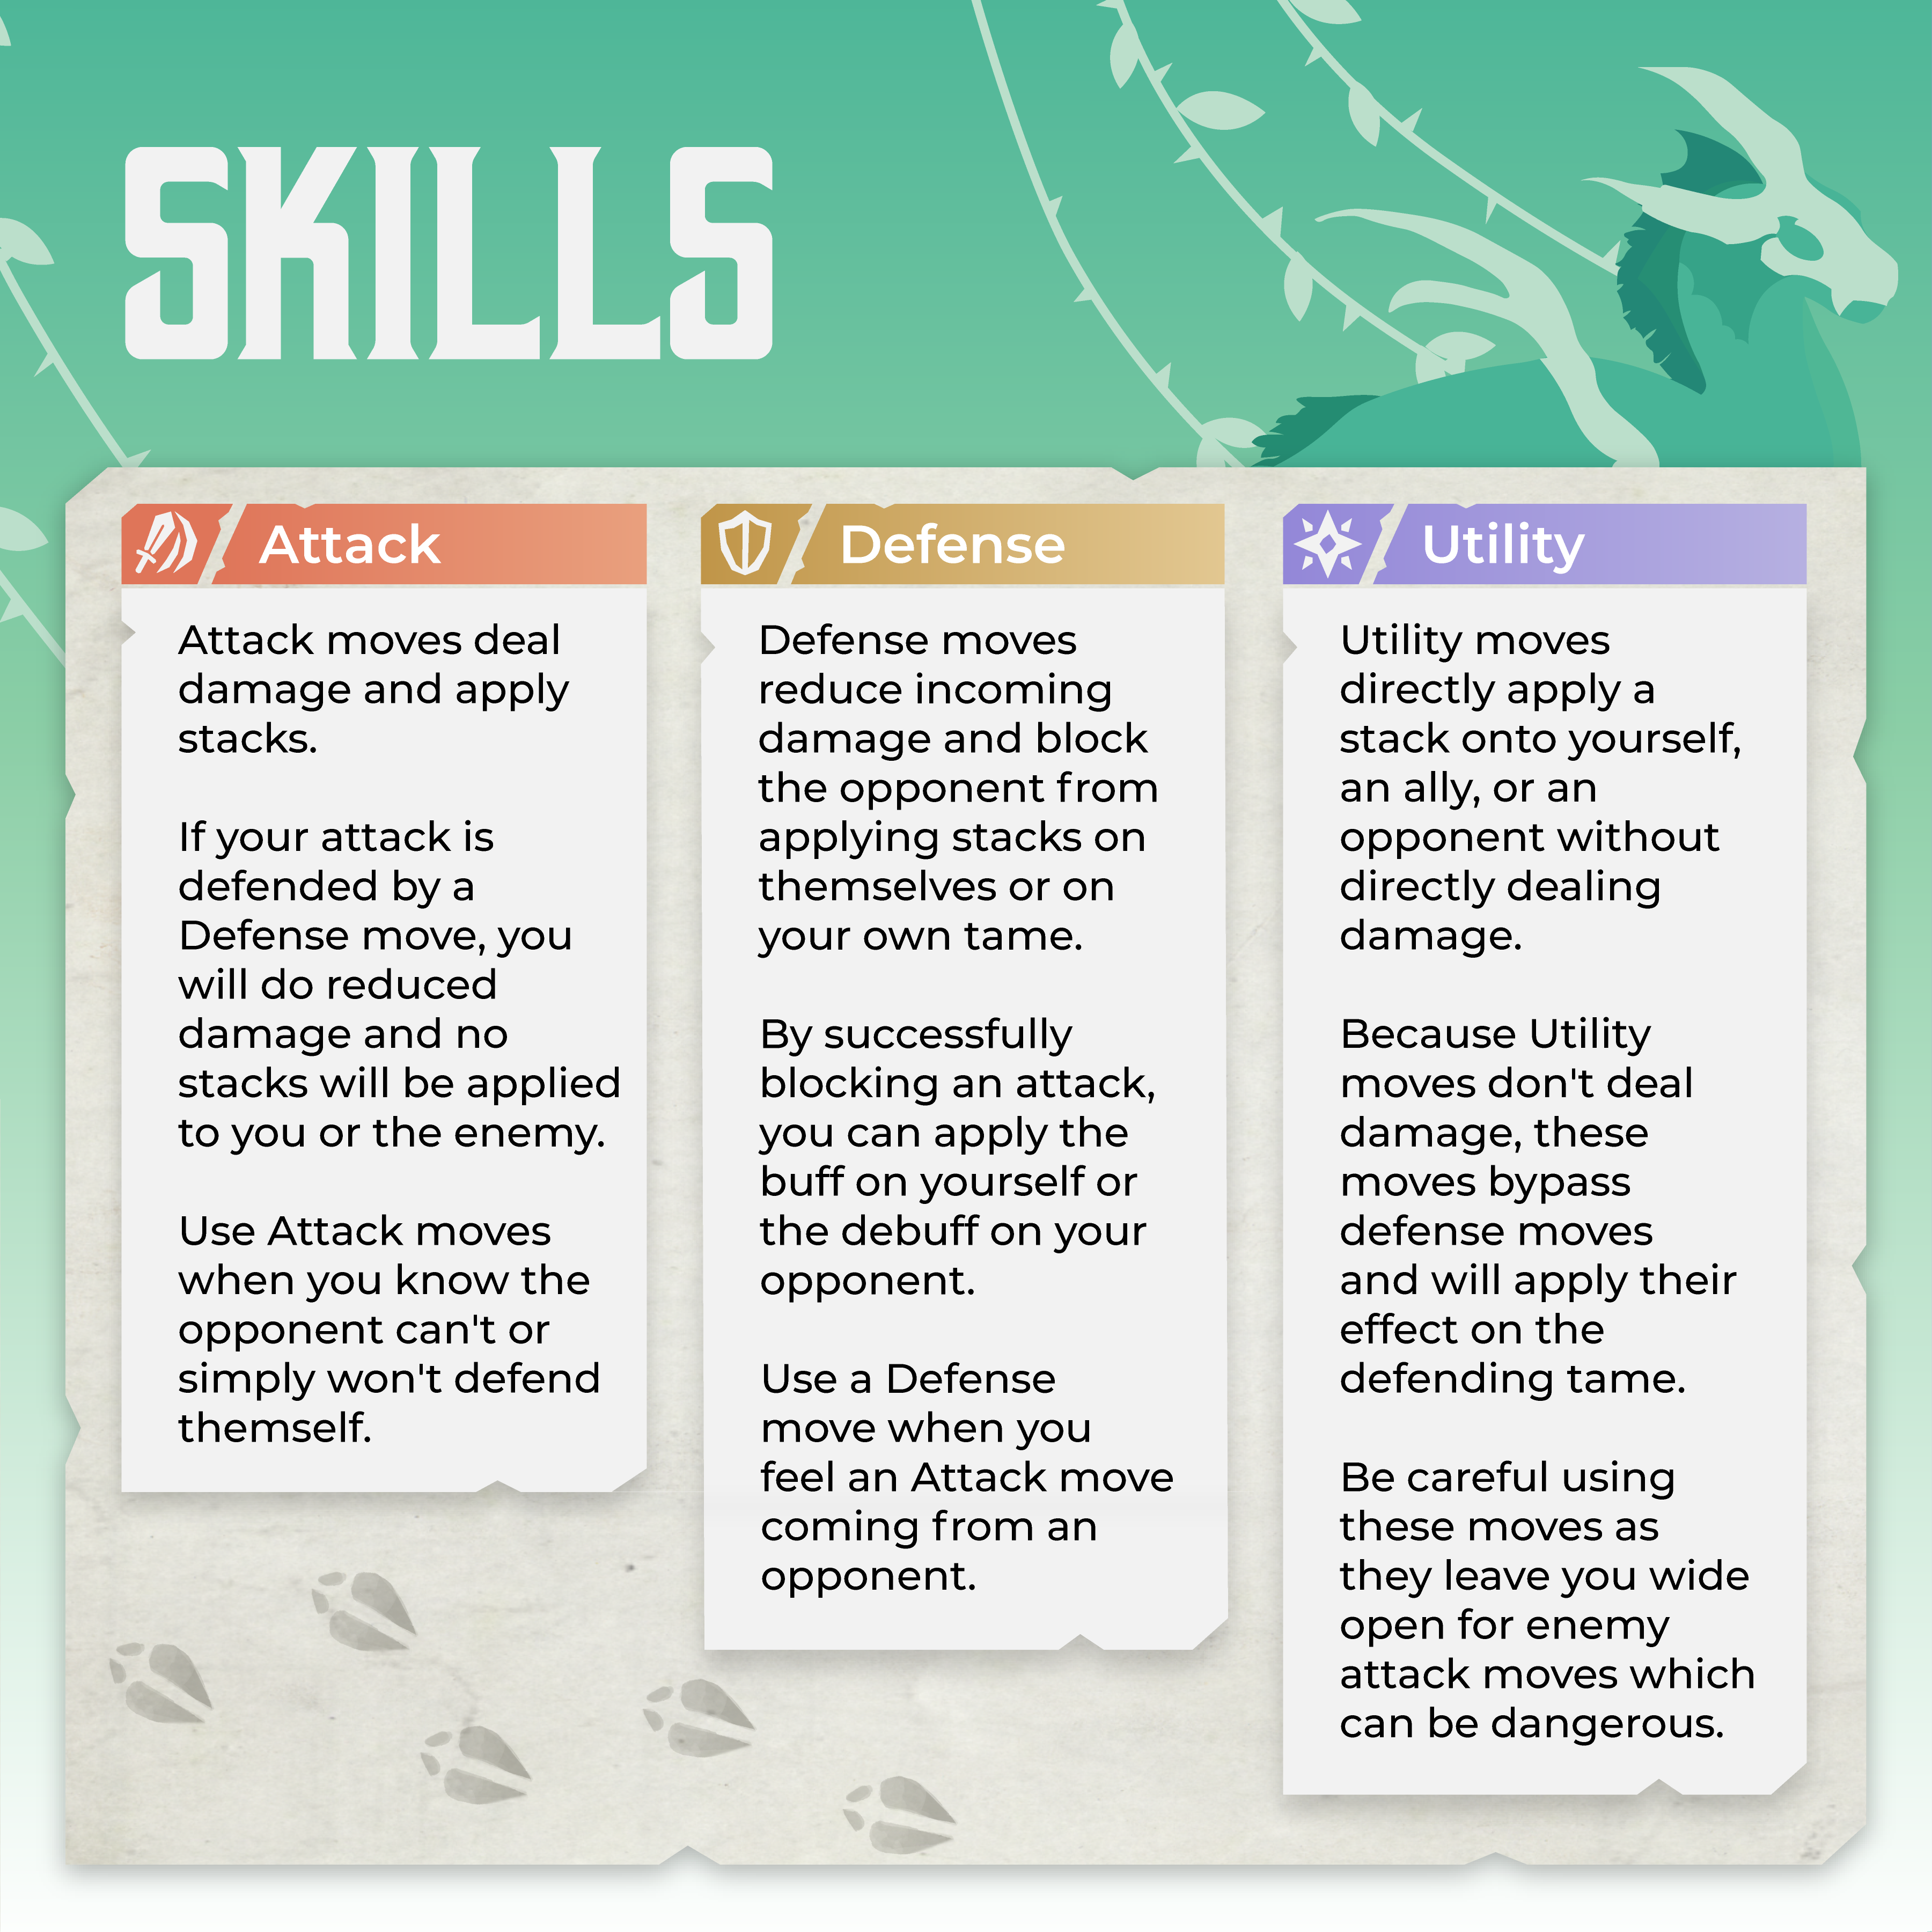 SKILLS
Attack
Attack moves deal
damage and apply
stacks.
If your attack is
defended by a
Defense move, you
will do reduced
damage and no
stacks will be applied
to you or the enemy.
Use Attack moves
when you know the
opponent can't or
simply won't defend
themself.
Defense
Defense moves
reduce incoming
damage and block
the opponent from
applying stacks on
themselves or on
your own tame.
By successfully
blocking an attack,
you can apply the
buff on yourself or
the debuff on your
opponent.
Use a Defense
move when you
feel an Attack move
coming from an
opponent.
Utility
Utility moves
directly apply a
stack onto yourself,
an ally, or an
opponent without
directly dealing
damage.
Because Utility
moves don't deal
damage, these
moves bypass
defense moves
and will apply their
effect on the
defending tame.
Be careful using
these moves as
they leave you wide
open for enemy
attack moves which
can be dangerous.